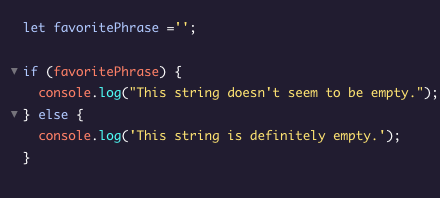 let favoritePhrase ='';
if (favoritePhrase) {
console.log("This string doesn't seem to be empty.");
} else {
console.log('This string is definitely empty.');
}